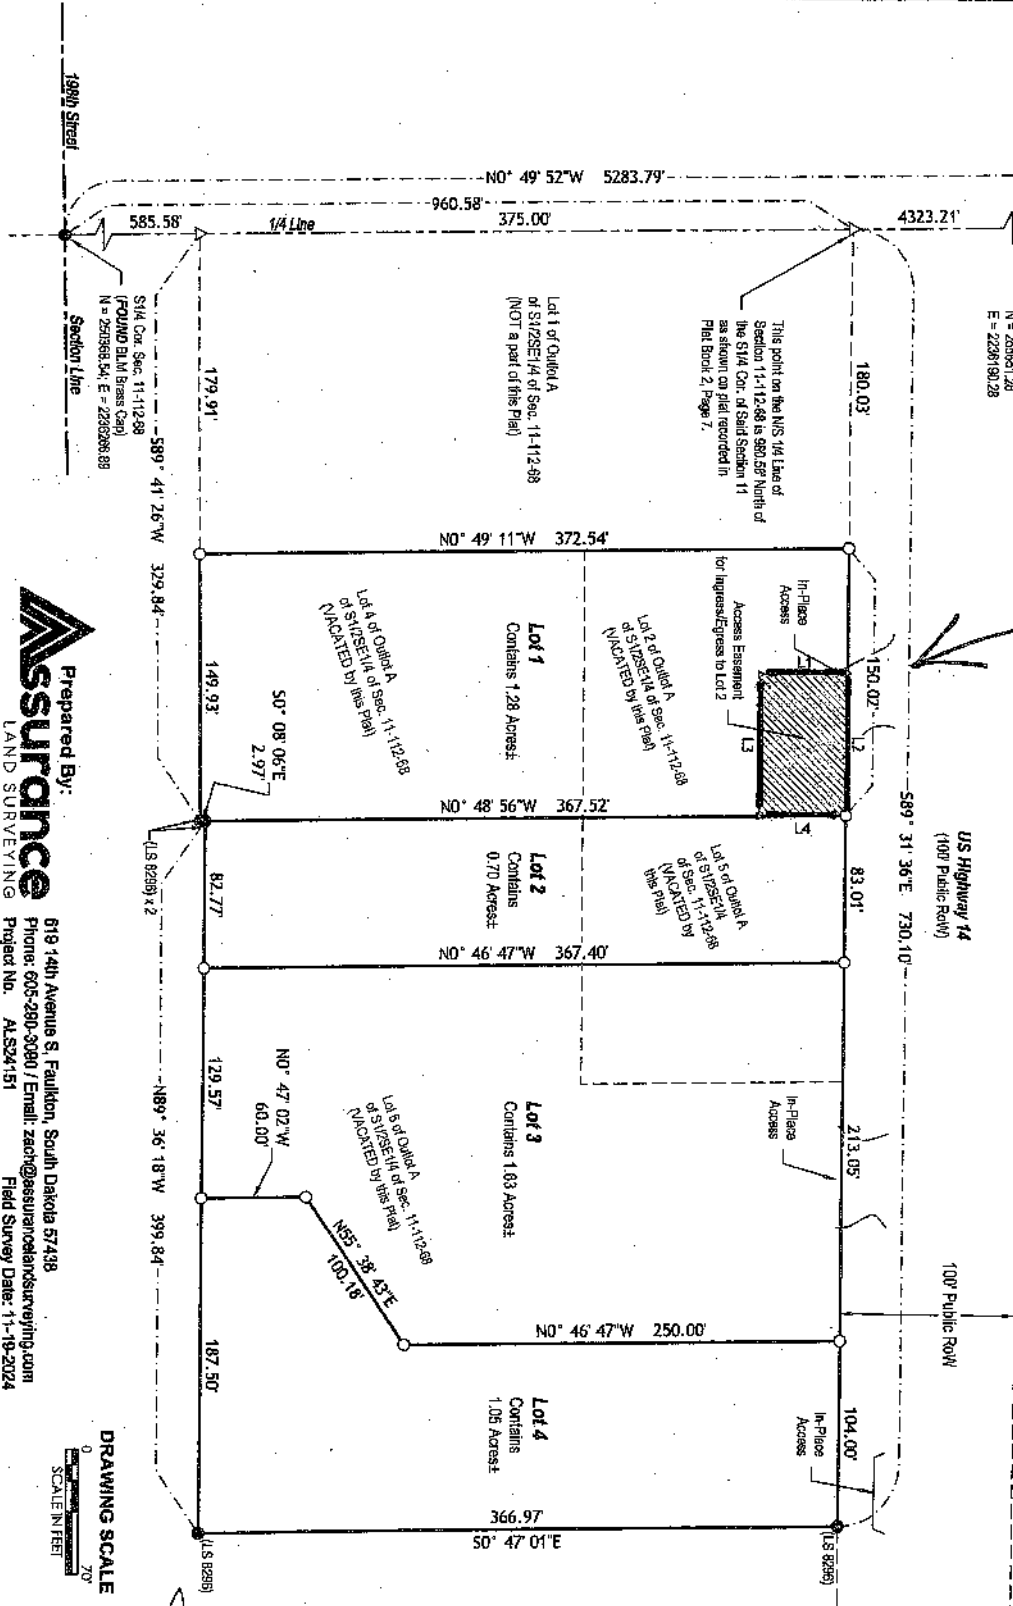 N0° 49' 52"W 5283.79'
960.58'
585.58'
1/4 Line
375.00'
4323.21'
E = 2236190.28
198th Street
Section Line
S1/4 Cor. Sec. 11-112-68
(FOUND BLM Brass Cap)
N = 250368.54; E = 2236266.89
This point on the N/S 1/4 Line of
Section 11-112-68 is 960.58' North of
the S1/4 Cor. of Said Section 11
as shown on plat recorded in
Plat Book 2, Page 7.
Lot 1 of Outlot A
of S1/2SE1/4 of Sec. 11-112-68
(NOT a part of this Plat)
180.03'
179.91'
S89° 41' 26"W 329.84'
N0° 49' 11"W 372.54'
US Highway 14
(100' Public RoW)
S89° 31' 36"E 730.10'
150.02'
In-Place
Access
L1
L2
L3
L4
Access Easement
for Ingress/Egress to Lot 2
Lot 2 of Outlot A
of S1/2SE1/4 of Sec. 11-112-68
(VACATED by this Plat)
Lot 1
Contains 1.28 Acres±
Lot 4 of Outlot A
of S1/2SE1/4 of Sec. 11-112-68
(VACATED by this Plat)
149.93'
S0° 08' 06"E
2.97'
(LS 8296) x 2
N0° 48' 56"W 367.52'
83.01'
Lot 5 of Outlot A
of S1/2SE1/4
of Sec. 11-112-68
(VACATED by
this Plat)
Lot 2
Contains
0.70 Acres±
82.77'
N0° 46' 47"W 367.40'
213.05'
In-Place
Access
100' Public RoW
Lot 3
Contains 1.63 Acres±
Lot 6 of Outlot A
of S1/2SE1/4 of Sec. 11-112-68
(VACATED by this Plat)
129.57'
N0° 47' 02"W
60.00'
N55° 38' 43"E
100.18'
N89° 36' 18"W 399.84'
N0° 46' 47"W 250.00'
104.00'
In-Place
Access
Lot 4
Contains
1.05 Acres±
187.50'
366.97'
S0° 47' 01"E
(LS 8296)
(LS 8296)
Prepared By:
Assurance
LAND SURVEYING
619 14th Avenue S, Faulkton, South Dakota 57438
Phone: 605-280-3080 / Email: zach@assurancelandsurveying.com
Project No. ALS24151 Field Survey Date: 11-19-2024
DRAWING SCALE
0 70'
SCALE IN FEET